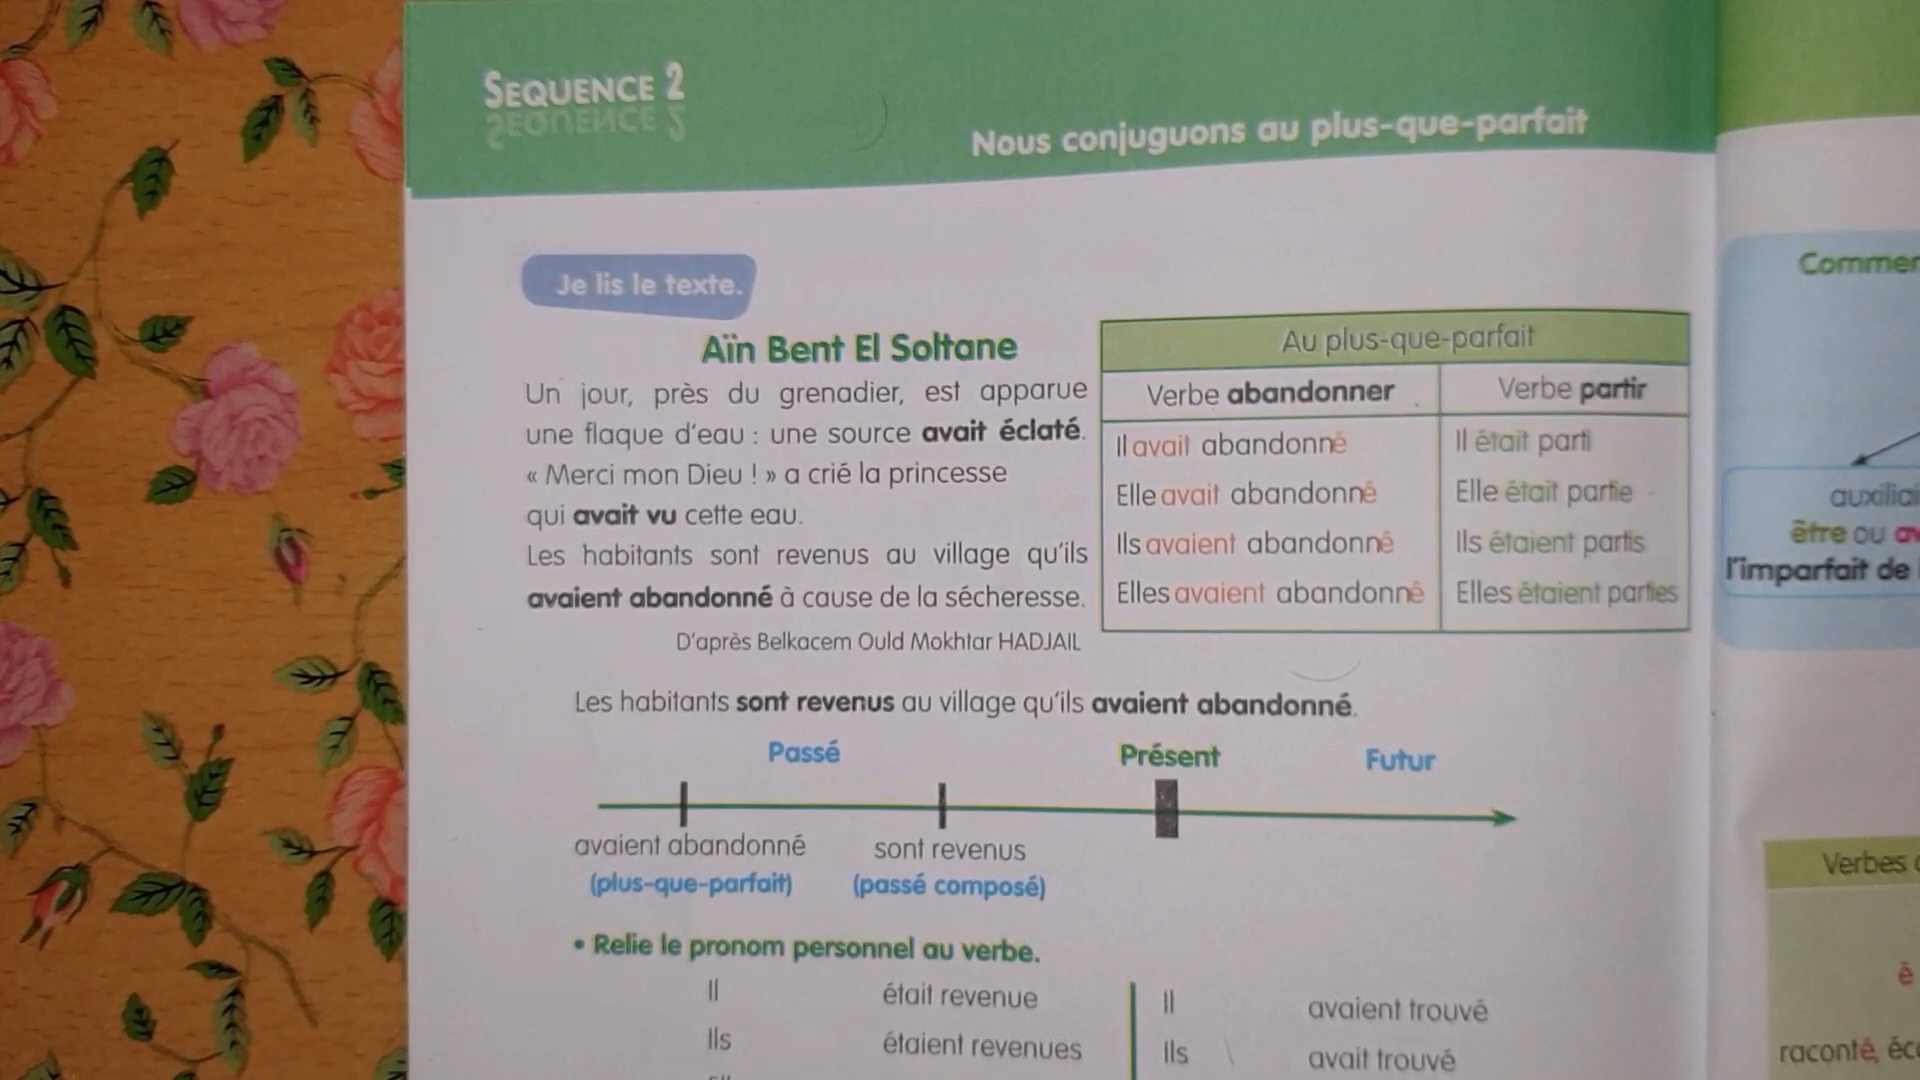 SEQUENCE 2
Nous conjuguons au plus-que-parfait
Je lis le texte.
Aïn Bent El Soltane
Un jour, près du grenadier, est apparue
une flaque d'eau : une source avait éclaté.
« Merci mon Dieu ! » a crié la princesse
qui avait vu cette eau.
Les habitants sont revenus au village qu'ils
avaient abandonné à cause de la sécheresse.
D'après Belkacem Ould Mokhtar HADJAIL
Au plus-que-parfait
Verbe abandonner
Verbe partir
Il avait abandonné
Il était parti
Elle avait abandonné
Elle était partie
Ils avaient abandonné
Ils étaient partis
Elles avaient abandonné
Elles étaient parties
Les habitants sont revenus au village qu'ils avaient abandonné.
Passé
Présent
Futur
avaient abandonné
sont revenus
(plus-que-parfait)
(passé composé)
• Relie le pronom personnel au verbe.
Il
était revenue
Il
avaient trouvé
Ils
étaient revenues
Ils
avait trouvé
être ou
l'imparfait de
Verbes
é
raconté,